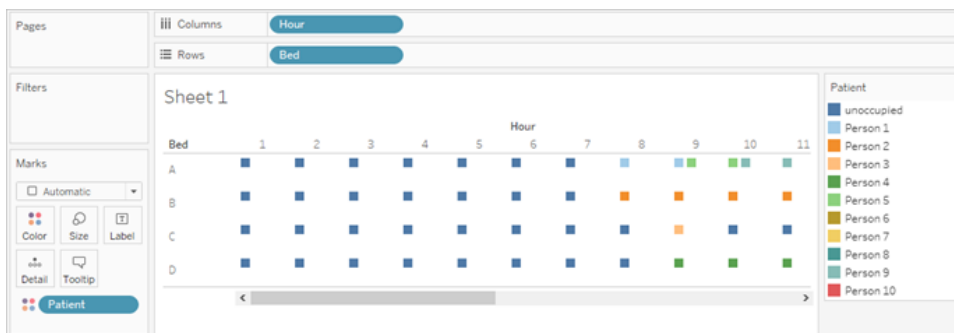 Pages
Columns
Hour
Rows
Bed
Filters
Sheet 1
Hour
Bed 1 2 3 4 5 6 7 8 9 10 11
A
B
C
D
Marks
Automatic
Color Size Label
Detail Tooltip
Patient
Patient
unoccupied
Person 1
Person 2
Person 3
Person 4
Person 5
Person 6
Person 7
Person 8
Person 9
Person 10